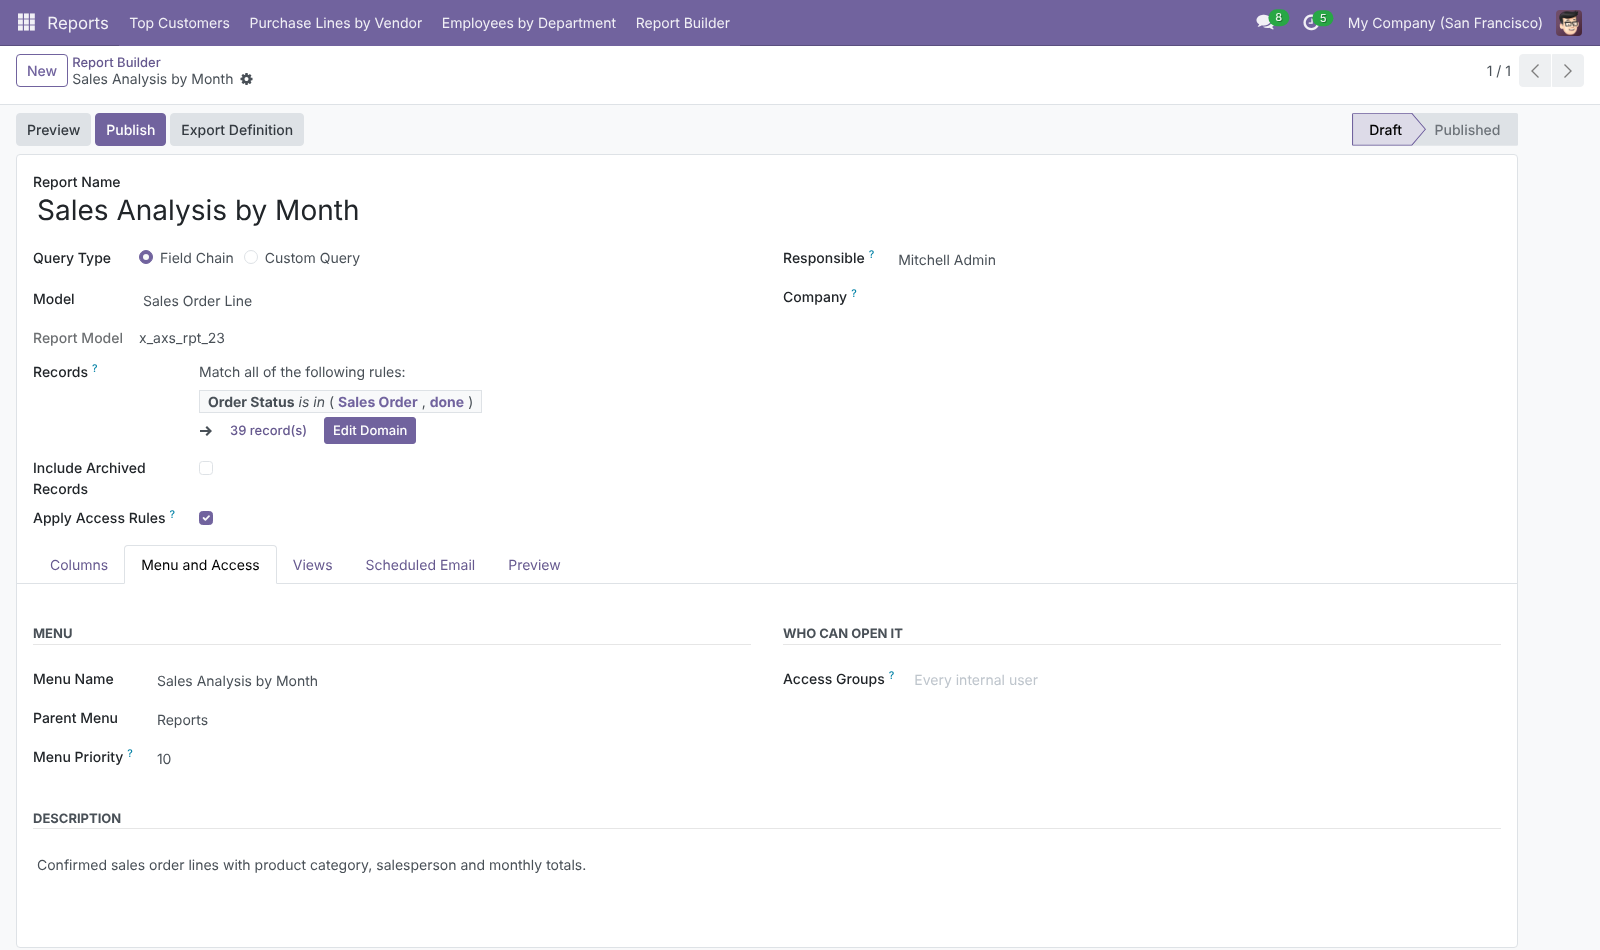 Reports Top Customers Purchase Lines by Vendor Employees by Department Report Builder 8 5 My Company (San Francisco)
New Report Builder
Sales Analysis by Month
1 / 1
Preview Publish Export Definition Draft Published
Report Name
Sales Analysis by Month
Query Type Field Chain Custom Query
Responsible ? Mitchell Admin
Model Sales Order Line
Company ?
Report Model x_axs_rpt_23
Records ? Match all of the following rules:
Order Status is in ( Sales Order , done )
39 record(s) Edit Domain
Include Archived
Records
Apply Access Rules ?
Columns Menu and Access Views Scheduled Email Preview
MENU
WHO CAN OPEN IT
Menu Name Sales Analysis by Month
Access Groups ? Every internal user
Parent Menu Reports
Menu Priority ? 10
DESCRIPTION
Confirmed sales order lines with product category, salesperson and monthly totals.